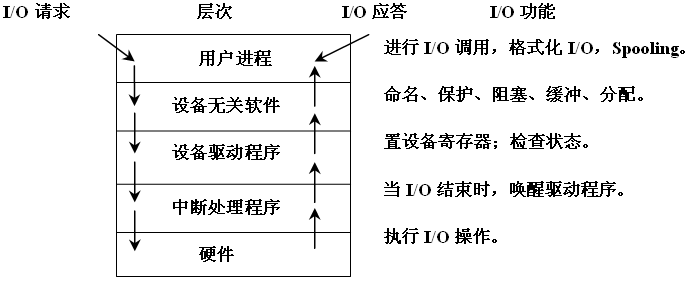 I/O 请求 层次 I/O 应答 I/O 功能
用户进程 进行 I/O 调用，格式化 I/O，Spooling。
设备无关软件 命名、保护、阻塞、缓冲、分配。
设备驱动程序 置设备寄存器；检查状态。
中断处理程序 当 I/O 结束时，唤醒驱动程序。
硬件 执行 I/O 操作。